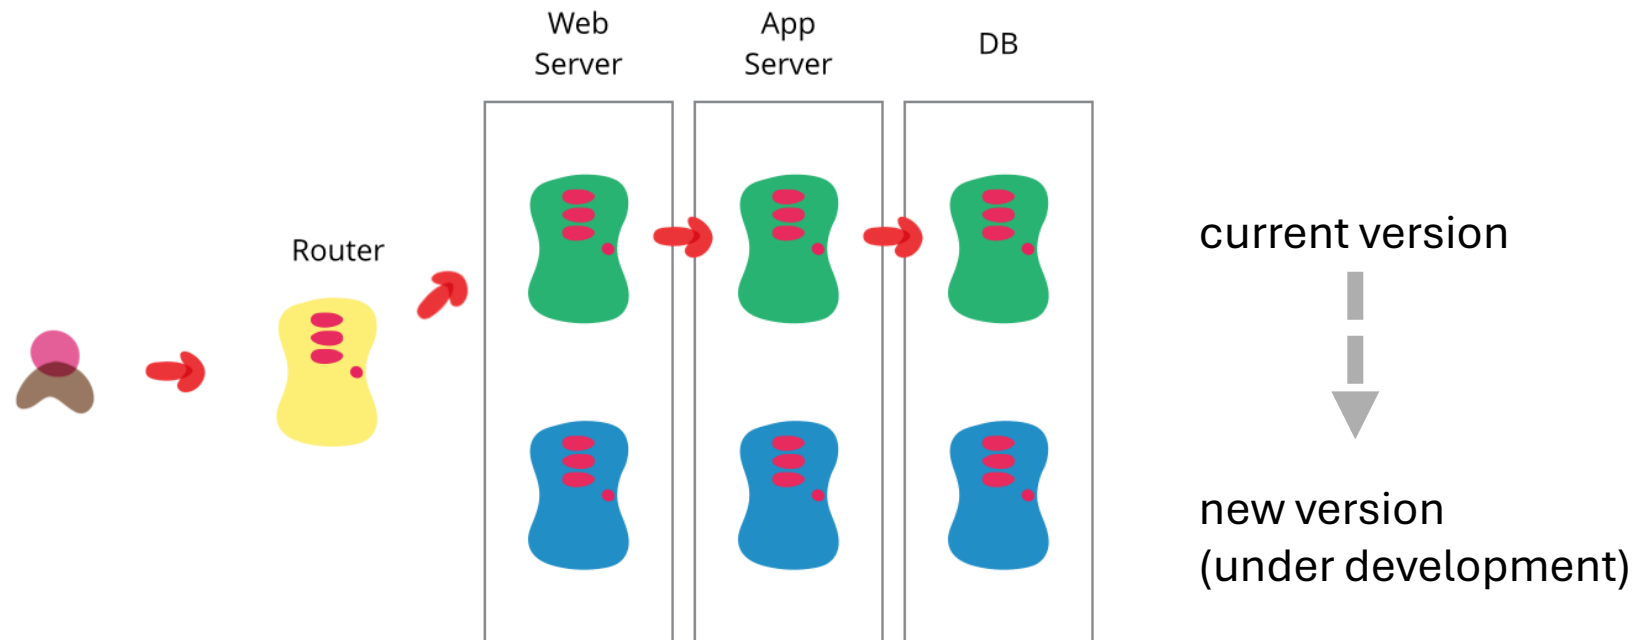 Web
Server
App
Server
DB
Router
current version
new version
(under development)